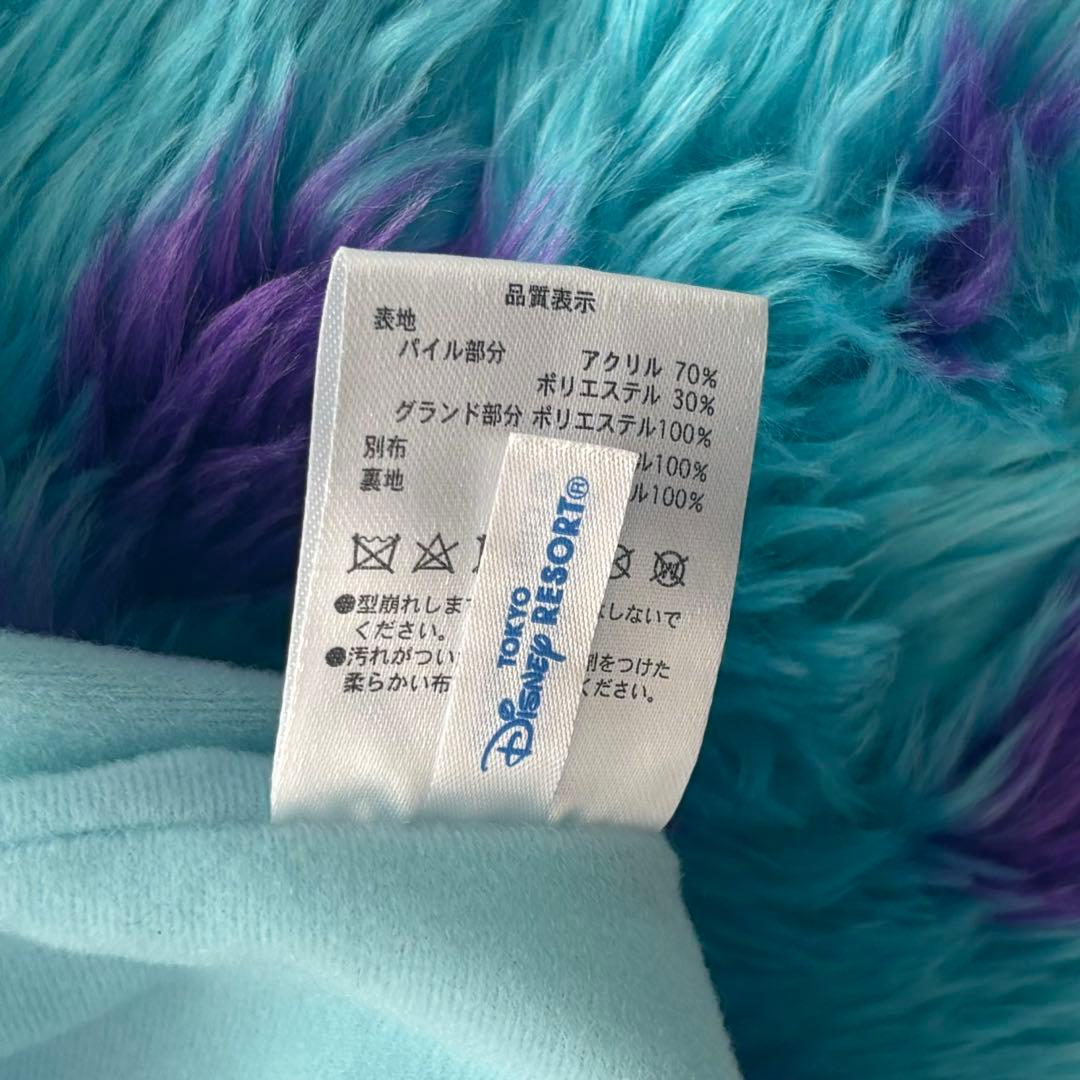 品質表示
表地
パイル部分 アクリル 70%
ポリエステル 30%
グランド部分 ポリエステル100%
別布 ル100%
裏地 ル100%
●型崩れしま しないで
ください。
●汚れがつい 剤をつけた
柔らかい布 ください。
TOKYO
Disney RESORT®